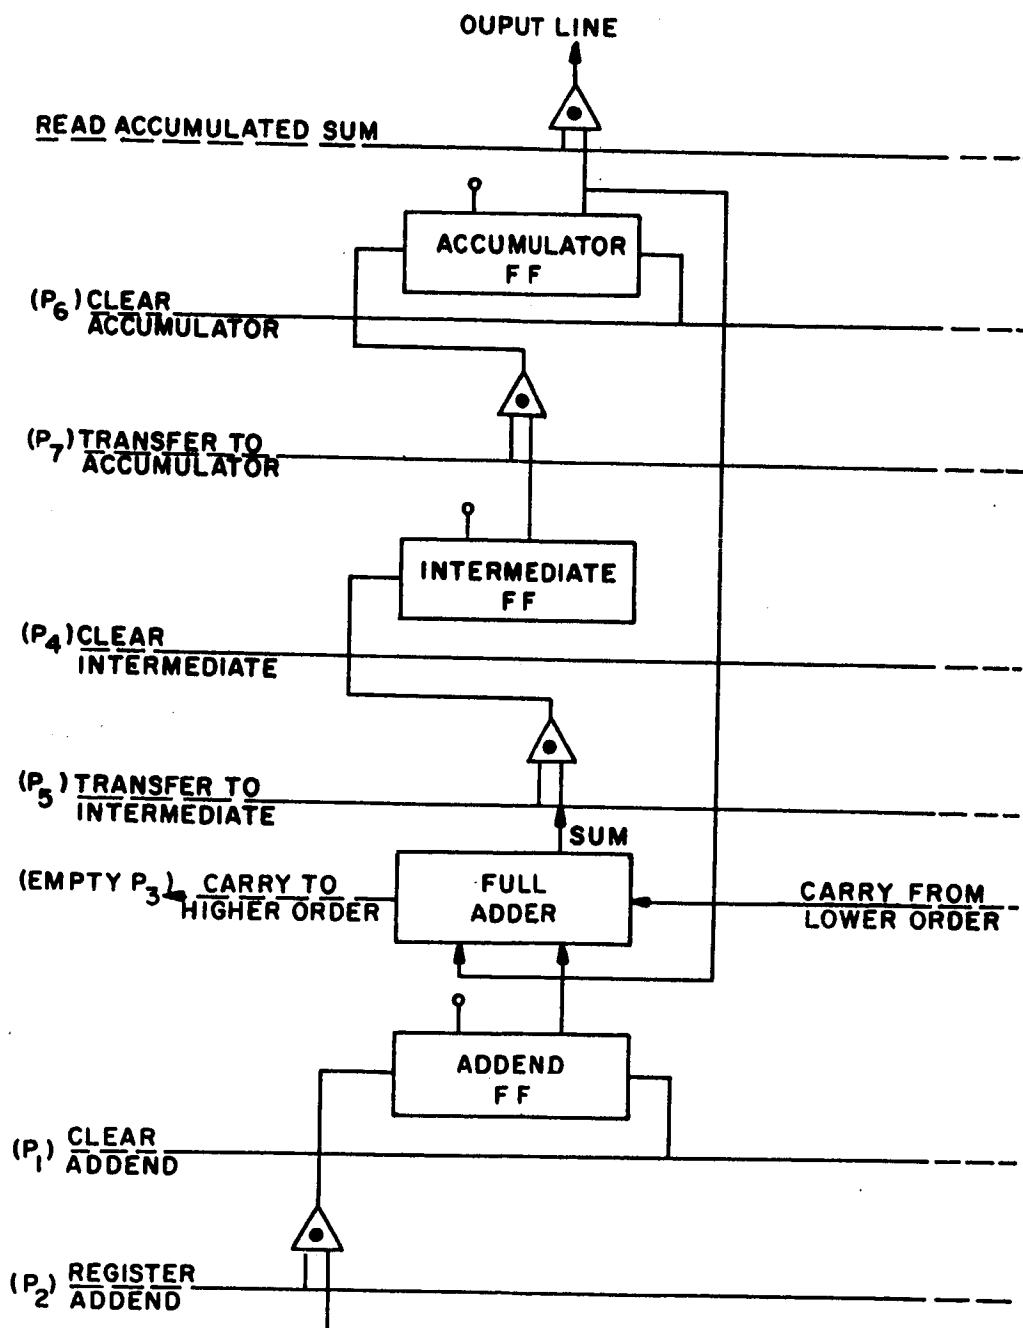 OUPUT LINE
READ ACCUMULATED SUM
ACCUMULATOR
FF
(P6) CLEAR
ACCUMULATOR
(P7) TRANSFER TO
ACCUMULATOR
INTERMEDIATE
FF
(P4) CLEAR
INTERMEDIATE
(P5) TRANSFER TO
INTERMEDIATE
SUM
(EMPTY P3) CARRY TO
HIGHER ORDER
FULL
ADDER
CARRY FROM
LOWER ORDER
ADDEND
FF
(P1) CLEAR
ADDEND
(P2) REGISTER
ADDEND